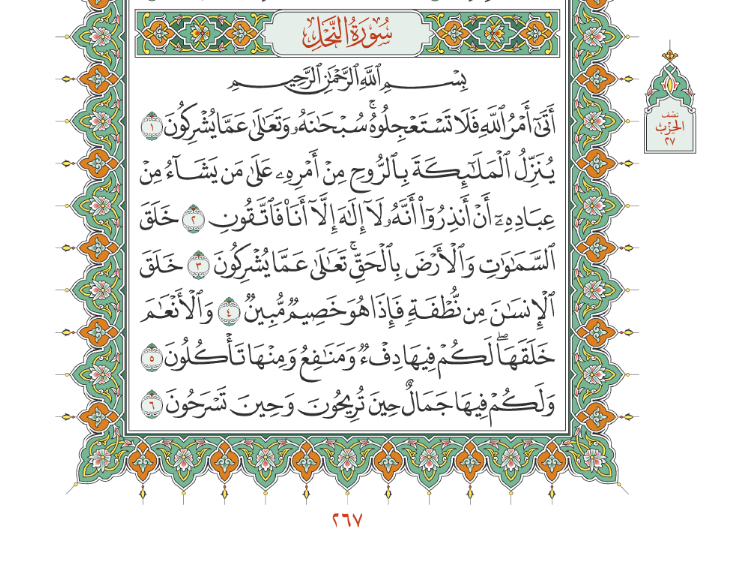 سُورَةُ النَّحْلِ
بِسْمِ ٱللَّهِ ٱلرَّحْمَٰنِ ٱلرَّحِيمِ
أَتَىٰٓ أَمْرُ ٱللَّهِ فَلَا تَسْتَعْجِلُوهُۚ سُبْحَٰنَهُۥ وَتَعَٰلَىٰ عَمَّا يُشْرِكُونَ ١
يُنَزِّلُ ٱلْمَلَٰٓئِكَةَ بِٱلرُّوحِ مِنْ أَمْرِهِۦ عَلَىٰ مَن يَشَآءُ مِنْ
عِبَادِهِۦٓ أَنْ أَنذِرُوٓا۟ أَنَّهُۥ لَآ إِلَٰهَ إِلَّآ أَنَا۠ فَٱتَّقُونِ ٢ خَلَقَ
ٱلسَّمَٰوَٰتِ وَٱلْأَرْضَ بِٱلْحَقِّۚ تَعَٰلَىٰ عَمَّا يُشْرِكُونَ ٣ خَلَقَ
ٱلْإِنسَٰنَ مِن نُّطْفَةٍ فَإِذَا هُوَ خَصِيمٌ مُّبِينٌ ٤ وَٱلْأَنْعَٰمَ
خَلَقَهَاۖ لَكُمْ فِيهَا دِفْءٌ وَمَنَٰفِعُ وَمِنْهَا تَأْكُلُونَ ٥
وَلَكُمْ فِيهَا جَمَالٌ حِينَ تُرِيحُونَ وَحِينَ تَسْرَحُونَ ٦
نصف
الحزب
٢٧
٢٦٧